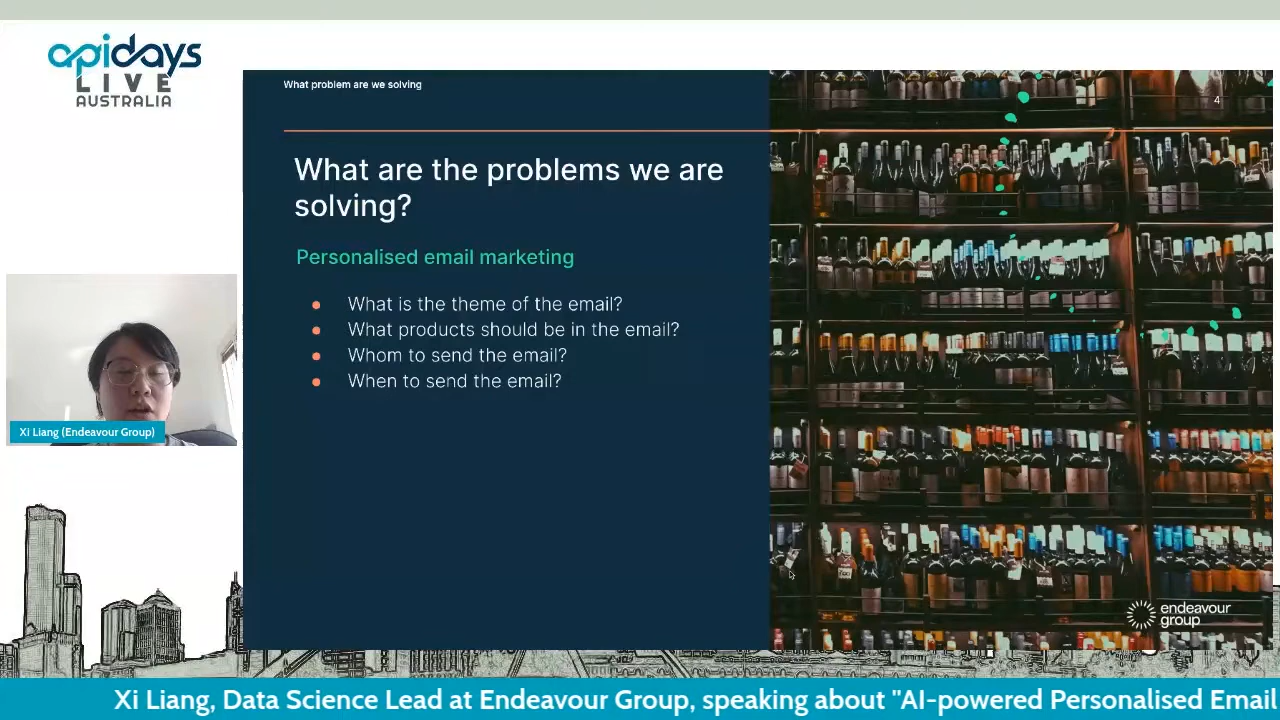 apidays
LIVE
AUSTRALIA
What problem are we solving
4
What are the problems we are
solving?
Personalised email marketing
What is the theme of the email?
What products should be in the email?
Whom to send the email?
When to send the email?
Xi Liang (Endeavour Group)
endeavour
group
Xi Liang, Data Science Lead at Endeavour Group, speaking about "AI-powered Personalised Email